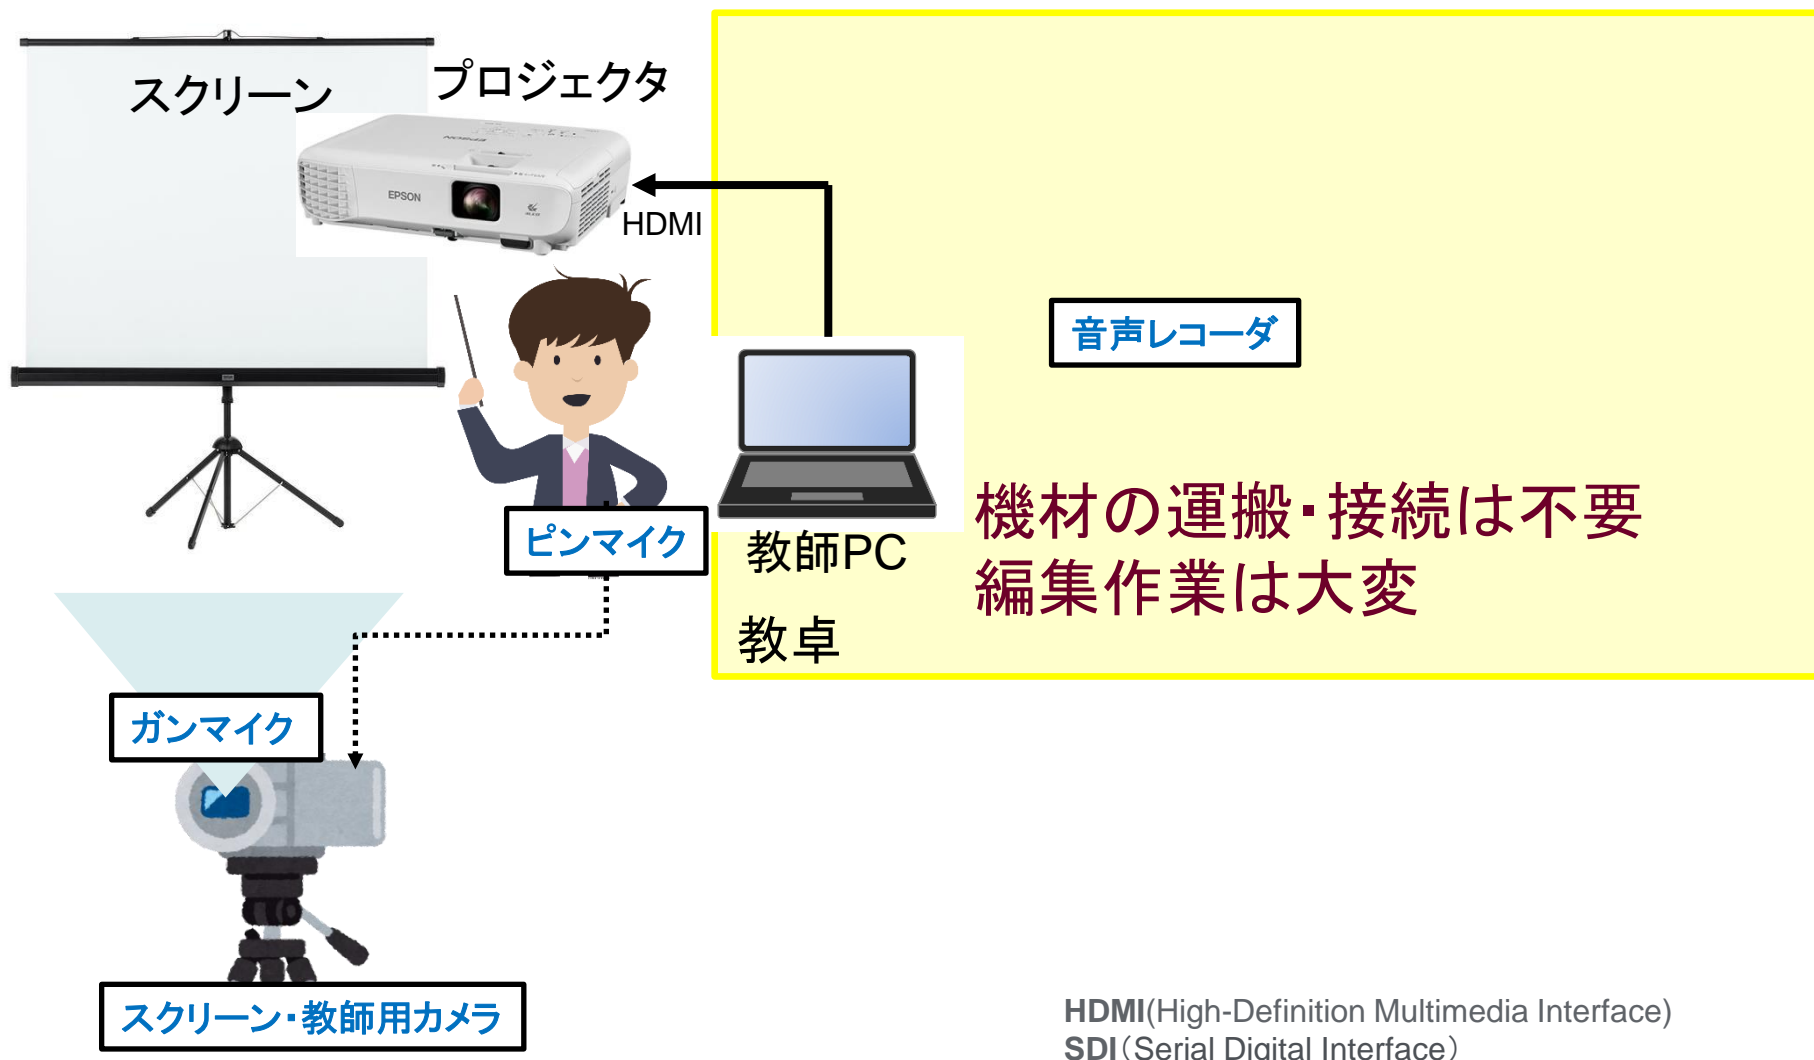 スクリーン
プロジェクタ
EPSON
EPSON
HDMI
音声レコーダ
ピンマイク
教師PC
機材の運搬・接続は不要
編集作業は大変
教卓
ガンマイク
スクリーン・教師用カメラ
HDMI(High-Definition Multimedia Interface)
SDI（Serial Digital Interface）